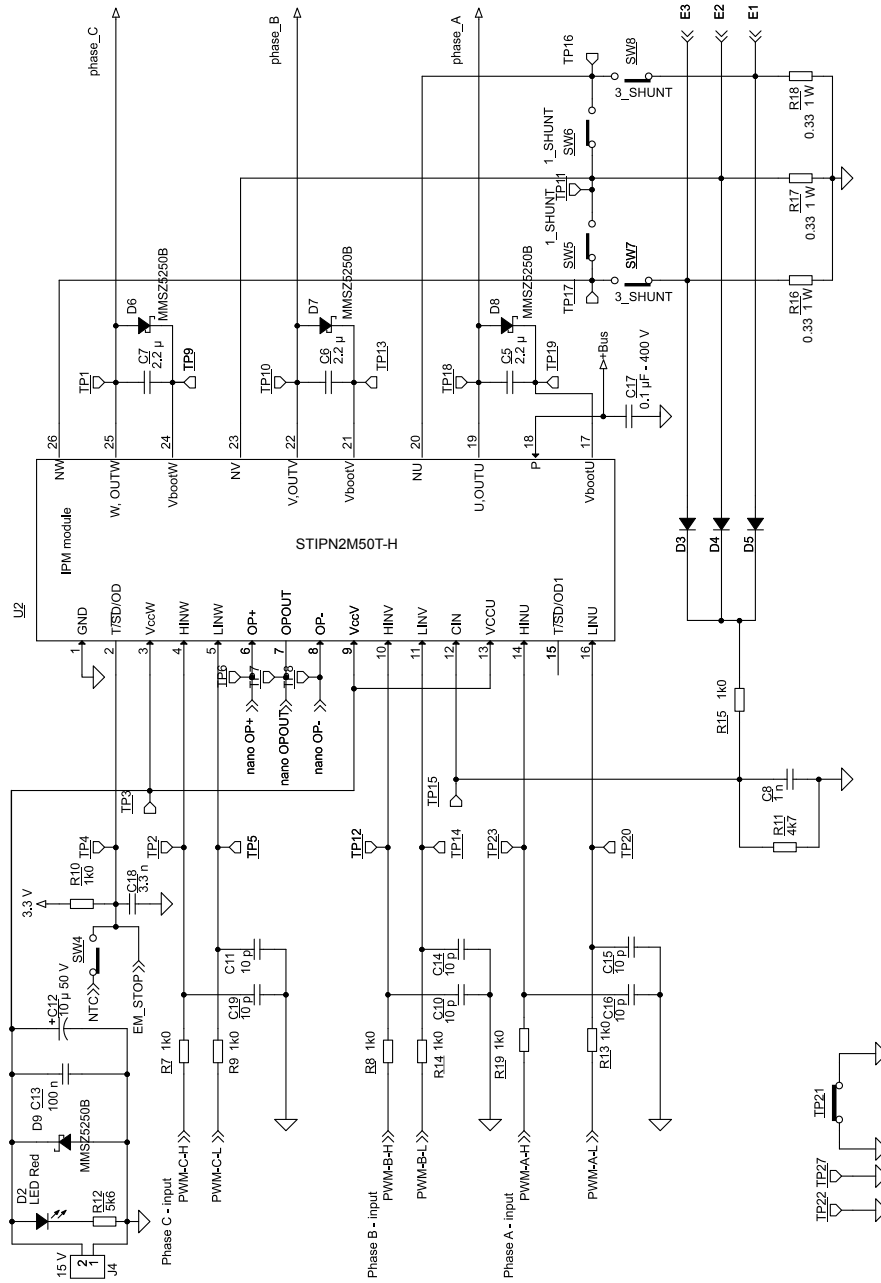 15 V
J4
2
1
D2
LED Red
R12
5k6
MMSZ5250B
D9
C13
100 n
+C12
10 µ 50 V
NTC
SW4
EM_STOP
3.3 V
R10
1k0
C18
3.3 n
TP4
TP3
Phase C - input
PWM-C-H
PWM-C-L
R7 1k0
R9 1k0
C19
10 p
C11
10 p
TP2
TP5
TP6
TP7
TP8
nano OP+
nano OPOUT
nano OP-
Phase B - input
PWM-B-H
PWM-B-L
R8 1k0
R14 1k0
C10
10 p
C14
10 p
TP12
TP14
TP15
Phase A - input
PWM-A-H
PWM-A-L
R19 1k0
R13 1k0
C16
10 p
C15
10 p
TP23
TP20
U2
IPM module
STIPN2M50T-H
1 GND
2 T/SD/OD
3 VccW
4 HINW
5 LINW
6 OP+
7 OPOUT
8 OP-
9 VccV
10 HINV
11 LINV
12 CIN
13 VCCU
14 HINU
15 T/SD/OD1
16 LINU
NW 26
W, OUTW 25
VbootW 24
NV 23
V,OUTV 22
VbootV 21
NU 20
U,OUTU 19
P 18
VbootU 17
TP1
C7
2.2 µ
TP9
D6
MMSZ5250B
phase_C
TP10
C6
2.2 µ
TP13
D7
MMSZ5250B
phase_B
TP18
C5
2.2 µ
TP19
D8
MMSZ5250B
phase_A
+Bus
C17
0.1 µF - 400 V
TP17
SW5
1_SHUNT
TP11
SW6
1_SHUNT
TP16
SW7
3_SHUNT
SW8
3_SHUNT
E3
E2
E1
R16
0.33 1 W
R17
0.33 1 W
R18
0.33 1 W
D3
D4
D5
R15 1k0
C8
1 n
R11
4k7
TP22
TP27
TP21